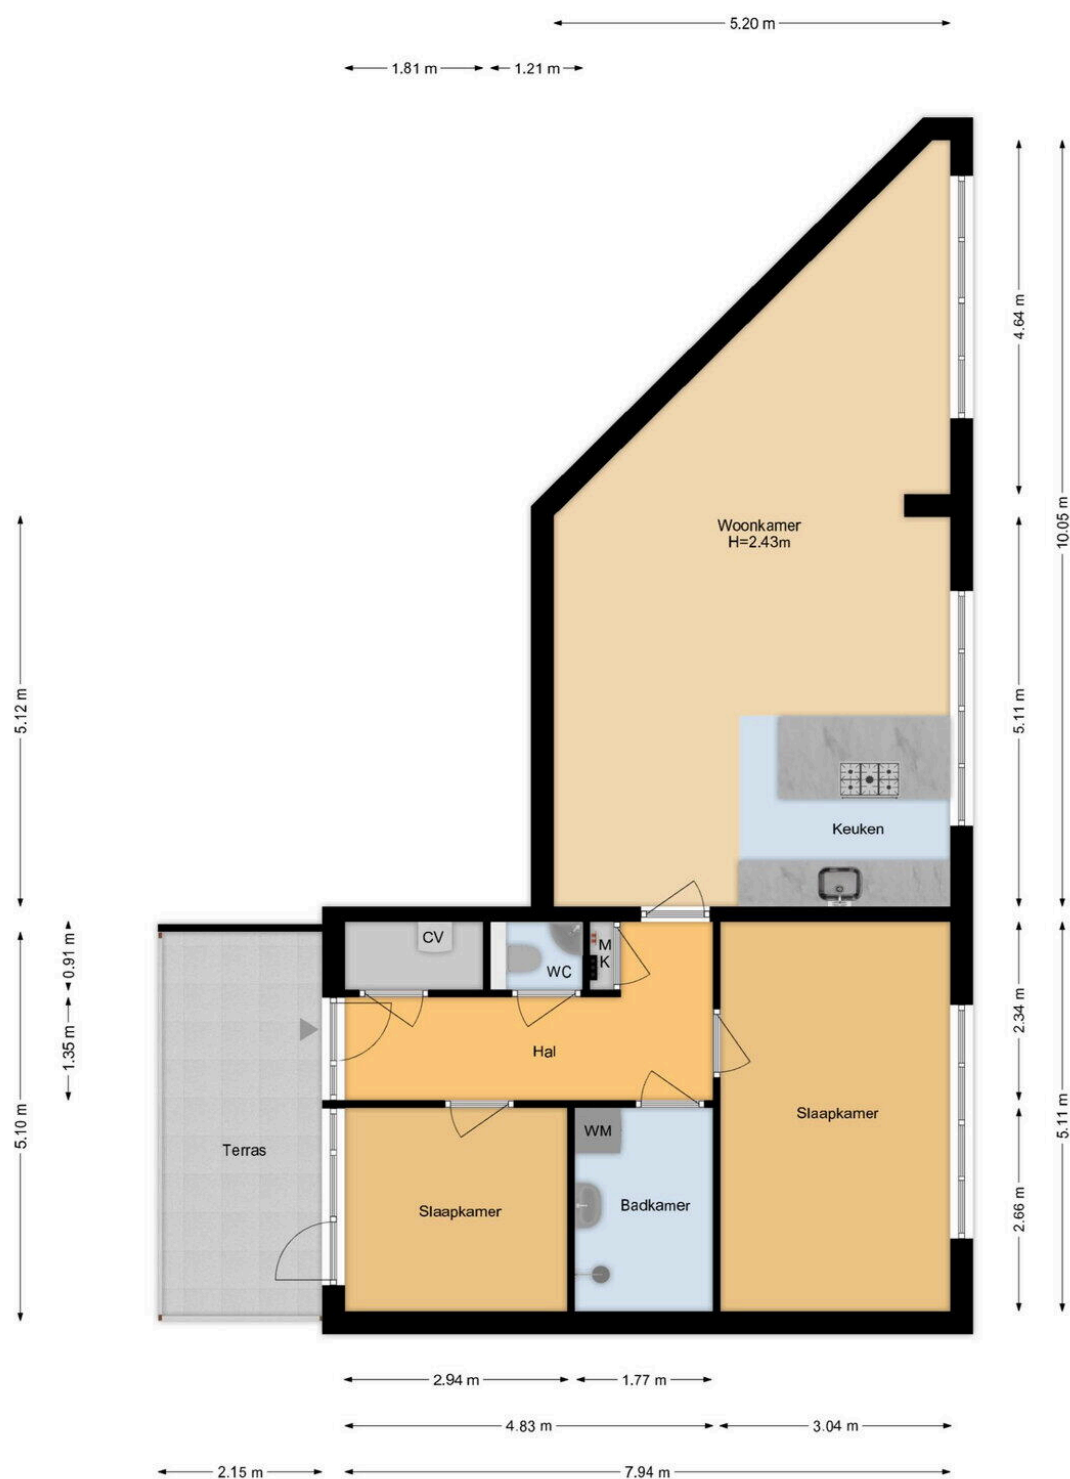 5.20 m
1.81 m
1.21 m
4.64 m
10.05 m
Woonkamer
H=2.43m
5.12 m
5.11 m
Keuken
CV
WC
M
K
0.91 m
1.35 m
2.34 m
Hal
5.10 m
Terras
WM
Slaapkamer
5.11 m
Slaapkamer
Badkamer
2.66 m
2.94 m
1.77 m
4.83 m
3.04 m
2.15 m
7.94 m